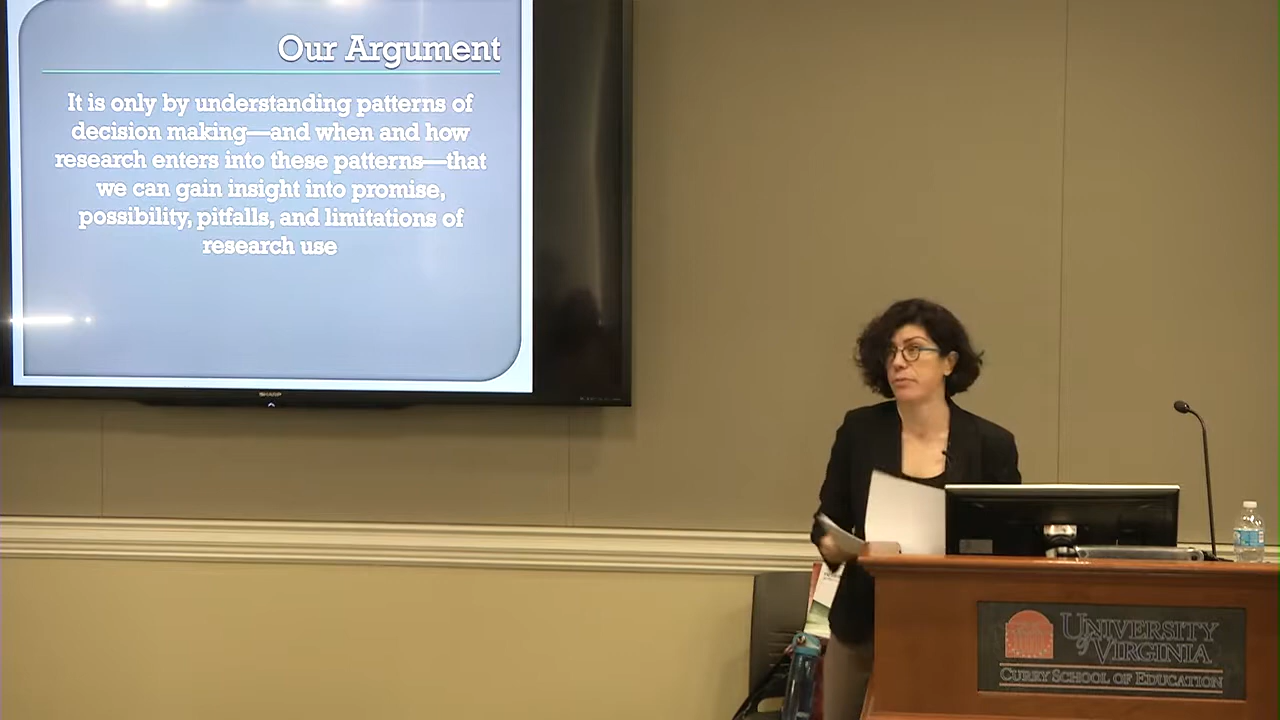 Our Argument
It is only by understanding patterns of
decision making—and when and how
research enters into these patterns—that
we can gain insight into promise,
possibility, pitfalls, and limitations of
research use
SHARP
UNIVERSITY
of VIRGINIA
CURRY SCHOOL OF EDUCATION